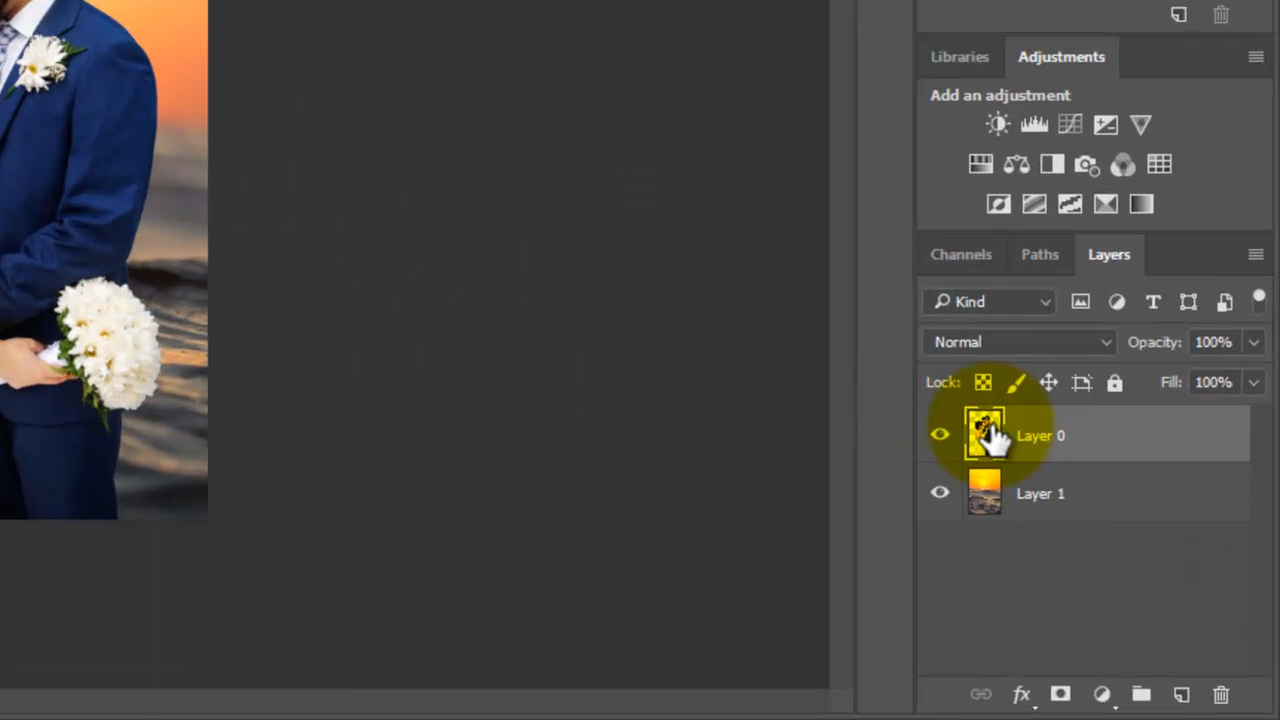 Libraries Adjustments
Add an adjustment
Channels Paths Layers
Kind
Normal Opacity: 100%
Lock: Fill: 100%
Layer 0
Layer 1
fx